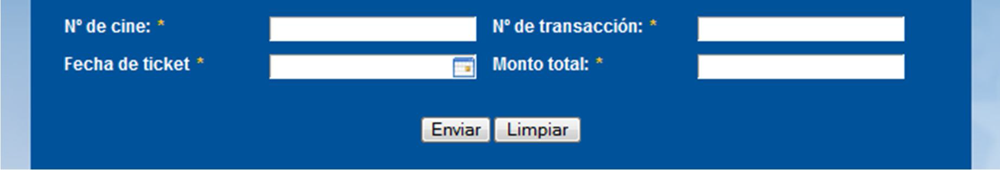 Nº de cine: * Nº de transacción: *
Fecha de ticket * Monto total: *
Enviar Limpiar